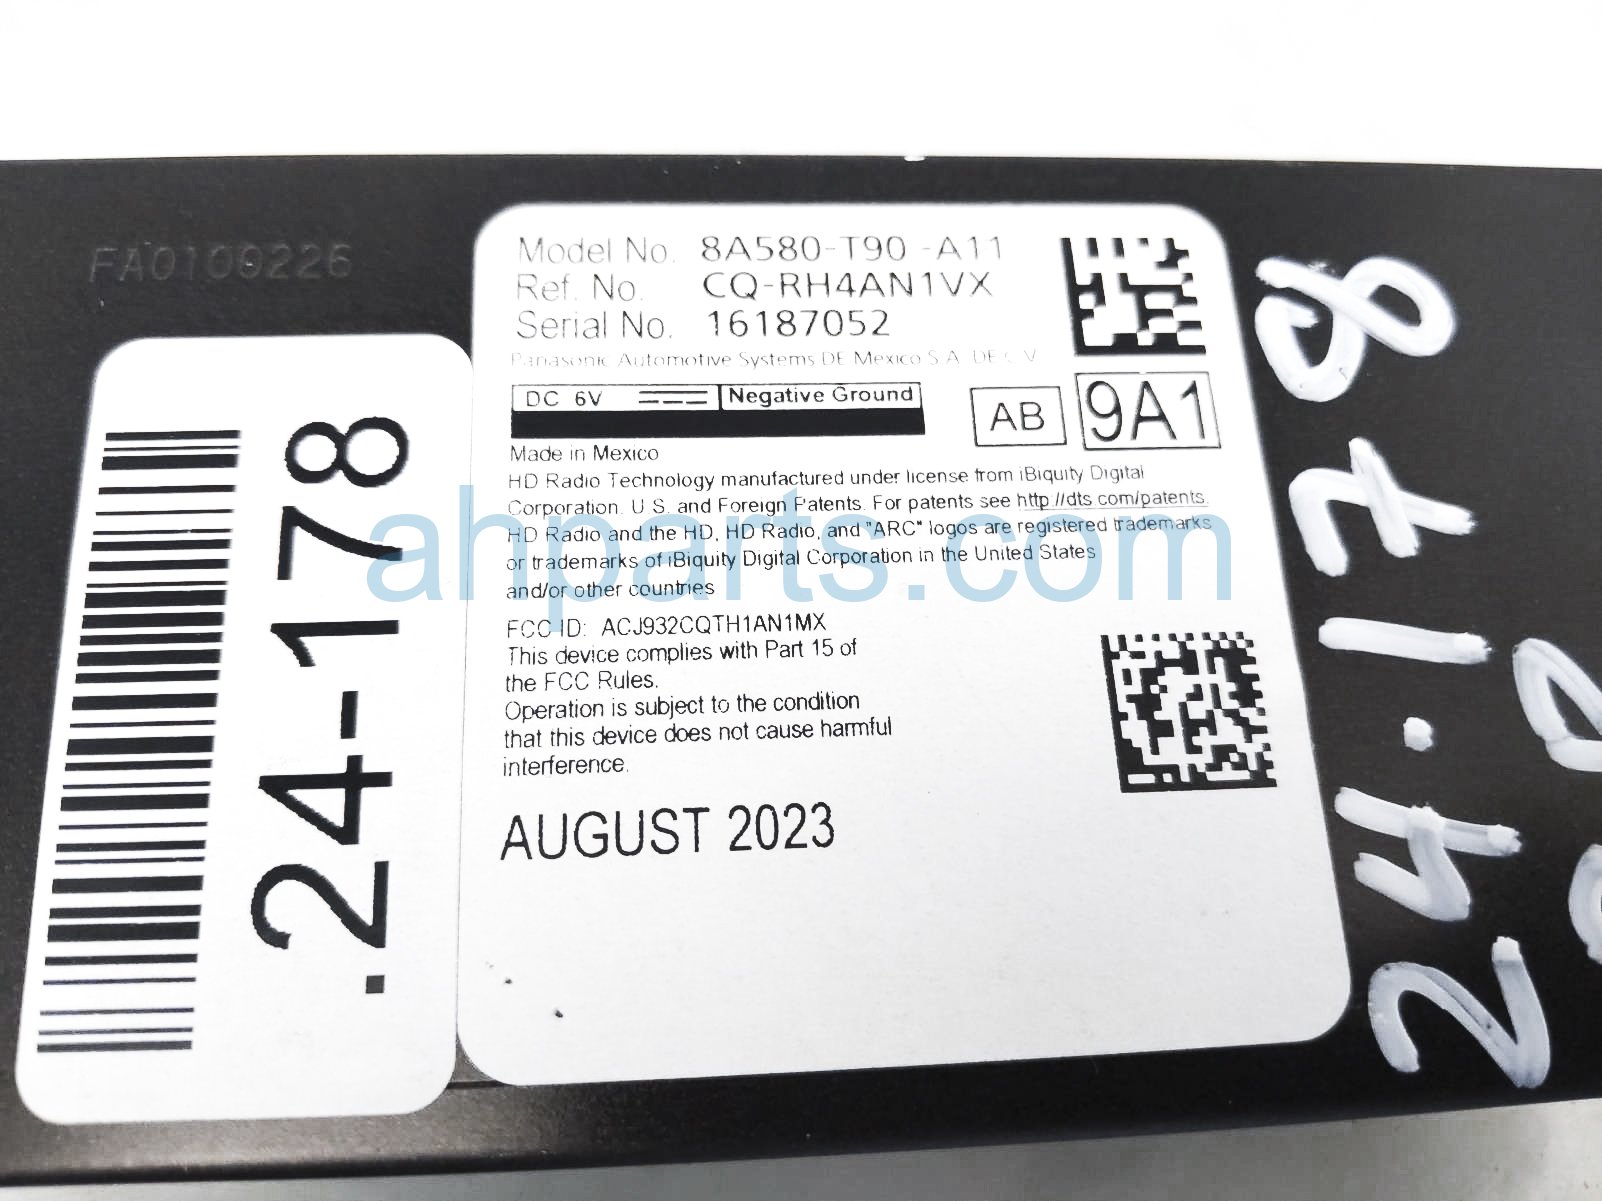 FA0100226
Model No. 8A580-T90 -A11
Ref. No. CQ-RH4AN1VX
Serial No. 16187052
Panasonic Automotive Systems DE Mexico S.A. DE C.V
DC 6V Negative Ground
AB 9A1
Made in Mexico
HD Radio Technology manufactured under license from iBiquity Digital
Corporation. U.S. and Foreign Patents. For patents see http://dts.com/patents.
HD Radio and the HD, HD Radio, and "ARC" logos are registered trademarks
or trademarks of iBiquity Digital Corporation in the United States
and/or other countries
FCC ID: ACJ932CQTH1AN1MX
This device complies with Part 15 of
the FCC Rules.
Operation is subject to the condition
that this device does not cause harmful
interference.
AUGUST 2023
.24-178
24.178
ahparts.com